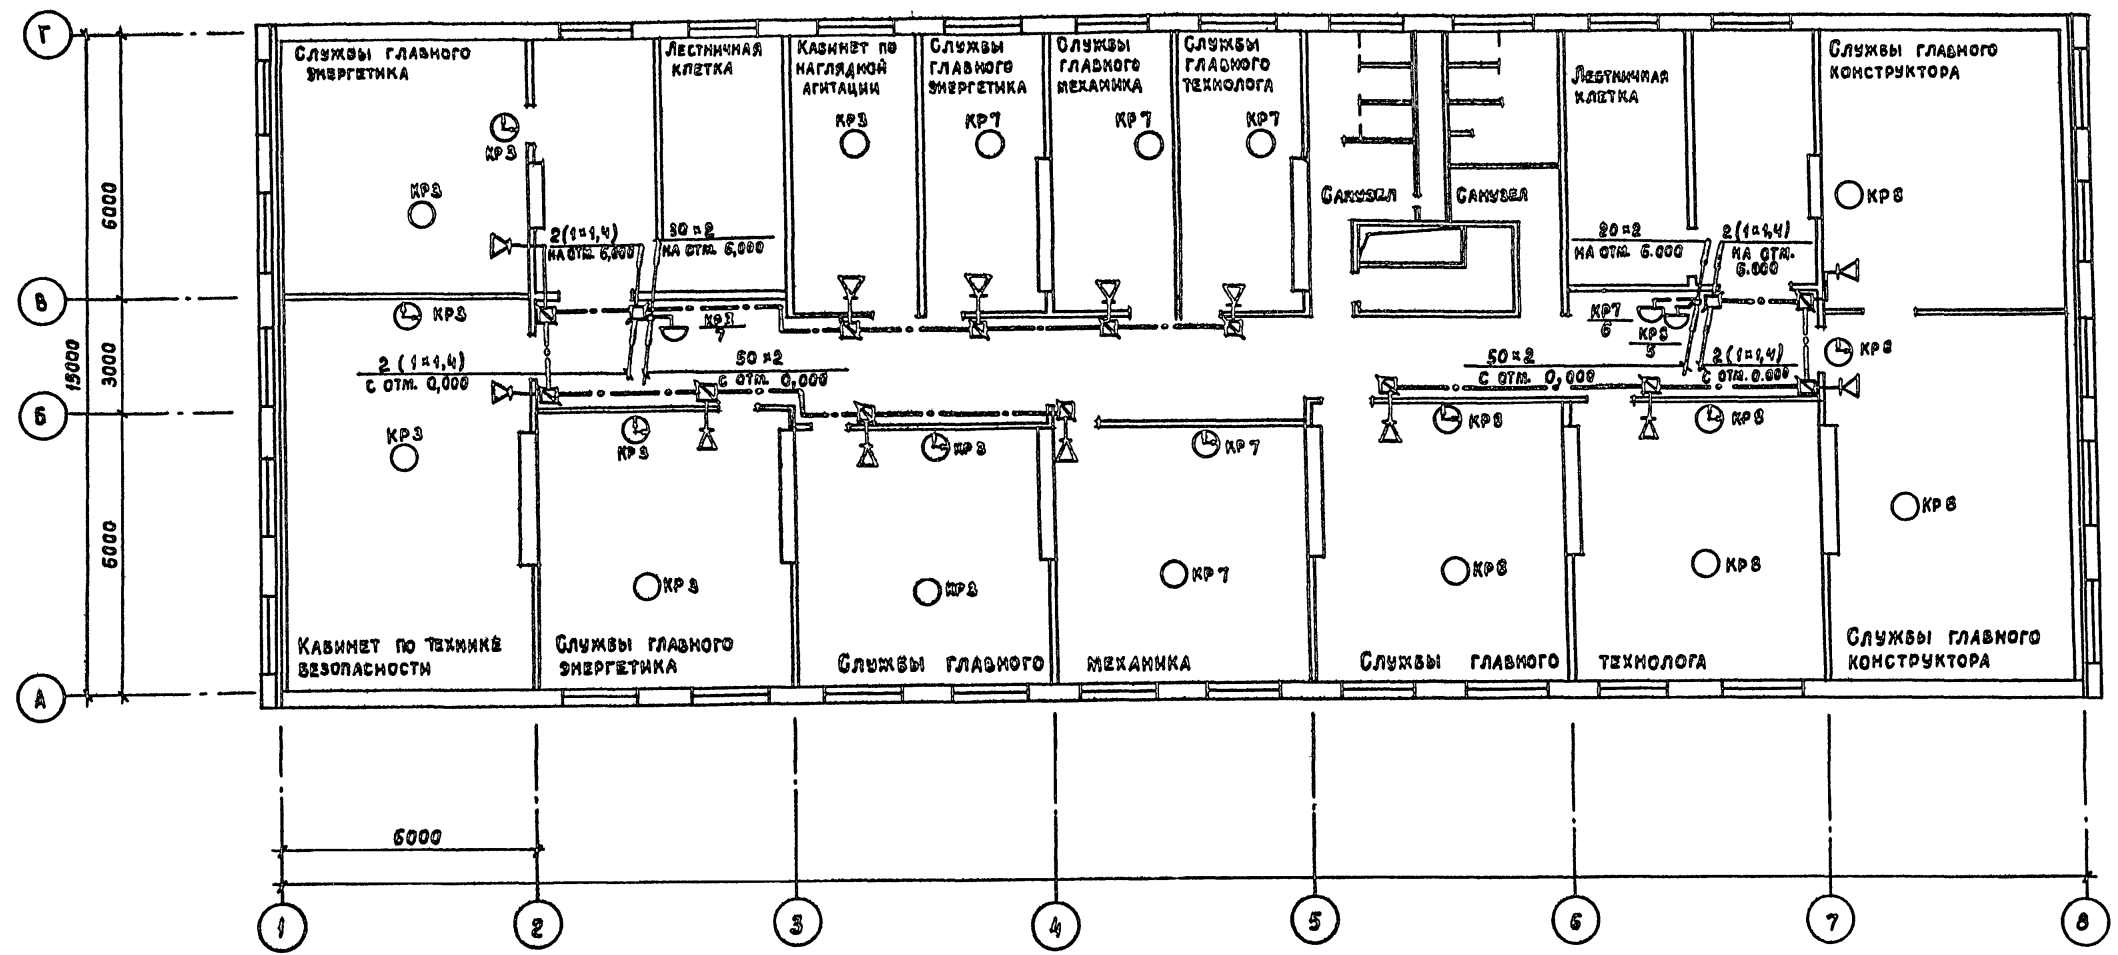 Г
Службы главного
энергетика
Лестничная
клетка
Кабинет по
наглядной
агитации
Службы
главного
энергетика
Службы
главного
механика
Службы
главного
технолога
Лестничная
клетка
Службы главного
конструктора
КР3
КР7
КР7
КР7
КР3
КР3
Санузел
Санузел
КР8
6000
2(1×1,4)
на отм. 6,000
30×2
на отм. 6,000
20×2
на отм. 6.000
2(1×1,4)
на отм.
6.000
В
КР3
КР3
7
КР7
6
КР8
5
КР8
15000
3000
2 (1×1,4)
с отм. 0,000
50×2
с отм. 0,000
50×2
с отм. 0,000
2(1×1,4)
с отм. 0.000
Б
КР3
КР3
КР3
КР7
КР8
КР8
6000
КР8
КР3
КР3
КР7
КР8
КР8
Кабинет по технике
безопасности
Службы главного
энергетика
Службы главного
механика
Службы главного
технолога
Службы главного
конструктора
А
6000
1
2
3
4
5
6
7
8